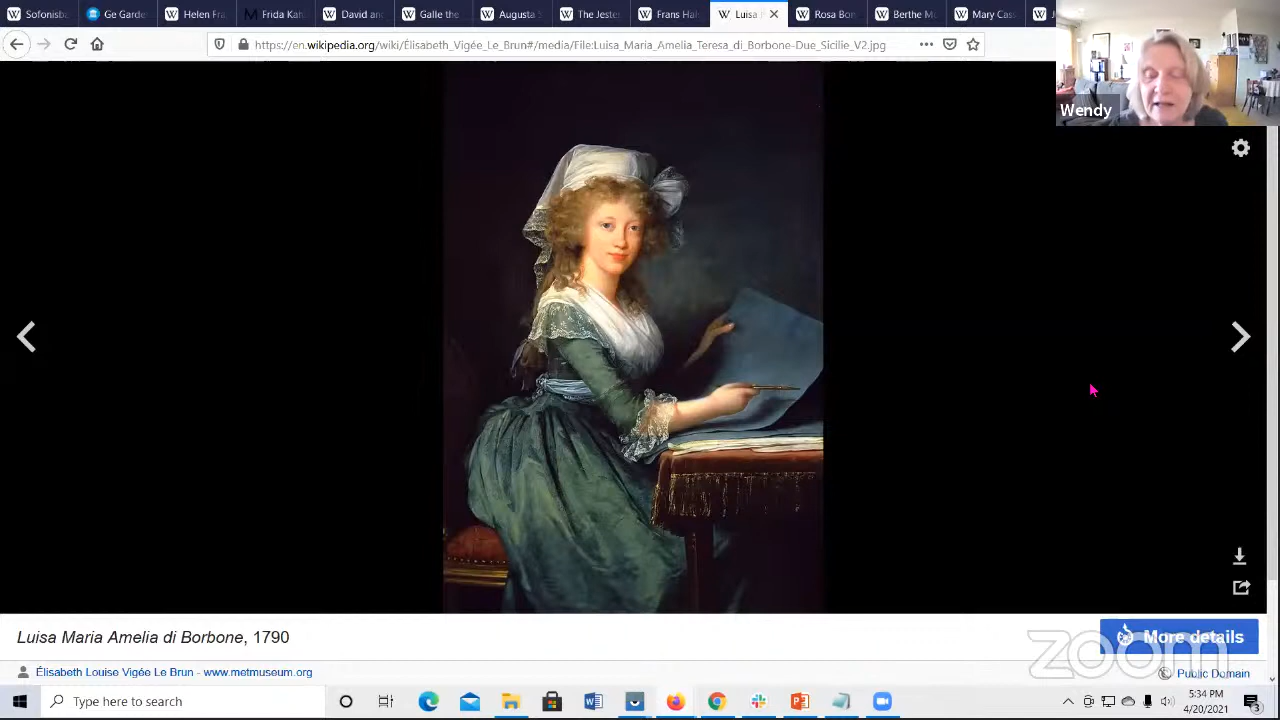 Sofonist
Ge Garde
Helen Fra
Frida Kah
David an
Galle the
Augusta S
The Jeste
Frans Hal
Luisa
Rosa Bon
Berthe Mo
Mary Cass
https://en.wikipedia.org/wiki/Élisabeth_Vigée_Le_Brun#/media/File:Luisa_Maria_Amelia_Teresa_di_Borbone-Due_Sicilie_V2.jpg
Wendy
Luisa Maria Amelia di Borbone, 1790
More details
zoom
Élisabeth Louise Vigée Le Brun - www.metmuseum.org
Public Domain
Type here to search
5:34 PM
4/20/2021
3